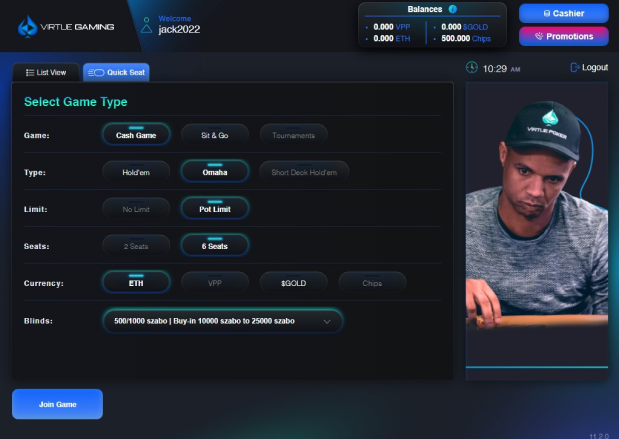 VIRTUE GAMING
Welcome
jack2022
Balances
0.000 VPP
0.000 $GOLD
0.000 ETH
500.000 Chips
Cashier
Promotions
List View
Quick Seat
10:29 AM
Logout
Select Game Type
Game:
Cash Game
Sit & Go
Tournaments
Type:
Hold'em
Omaha
Short Deck Hold'em
Limit:
No Limit
Pot Limit
Seats:
2 Seats
6 Seats
Currency:
ETH
VPP
$GOLD
Chips
Blinds:
500/1000 szabo | Buy-in 10000 szabo to 25000 szabo
VIRTUE POKER
Join Game
11.2.0